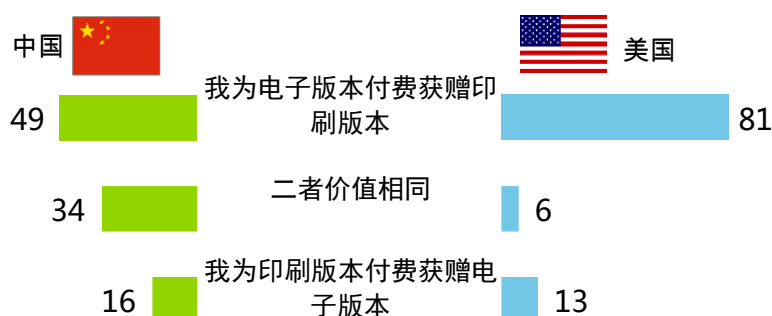 中国
美国
我为电子版本付费获赠印
刷版本
49
81
二者价值相同
34
6
我为印刷版本付费获赠电
子版本
16
13